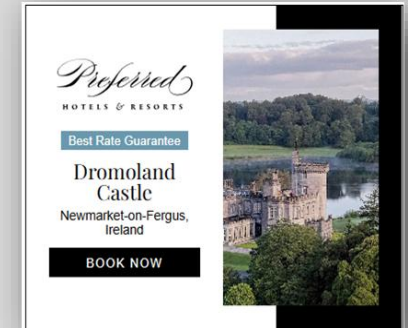 Preferred
HOTELS & RESORTS
Best Rate Guarantee
Dromoland
Castle
Newmarket-on-Fergus,
Ireland
BOOK NOW